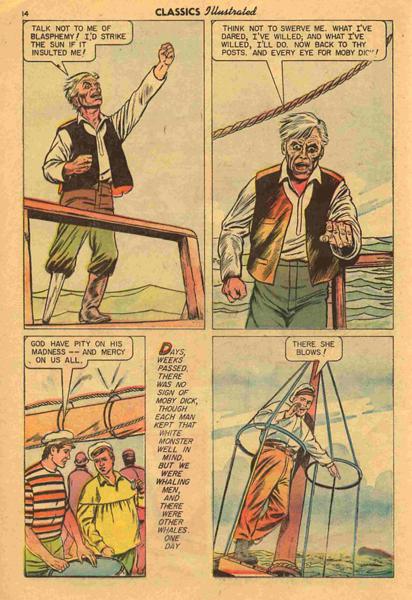 14
CLASSICS Illustrated
TALK NOT TO ME OF
BLASPHEMY! I'D STRIKE
THE SUN IF IT
INSULTED ME!
THINK NOT TO SWERVE ME. WHAT I'VE
DARED, I'VE WILLED; AND WHAT I'VE
WILLED, I'LL DO. NOW BACK TO THY
POSTS. AND EVERY EYE FOR MOBY DICK!
GOD HAVE PITY ON HIS
MADNESS -- AND MERCY
ON US ALL.
DAYS,
WEEKS
PASSED.
THERE
WAS NO
SIGN OF
MOBY DICK,
THOUGH
EACH MAN
KEPT THAT
WHITE
MONSTER
WELL IN
MIND.
BUT WE
WERE
WHALING
MEN,
AND
THERE
WERE
OTHER
WHALES.
ONE
DAY
THERE SHE
BLOWS!